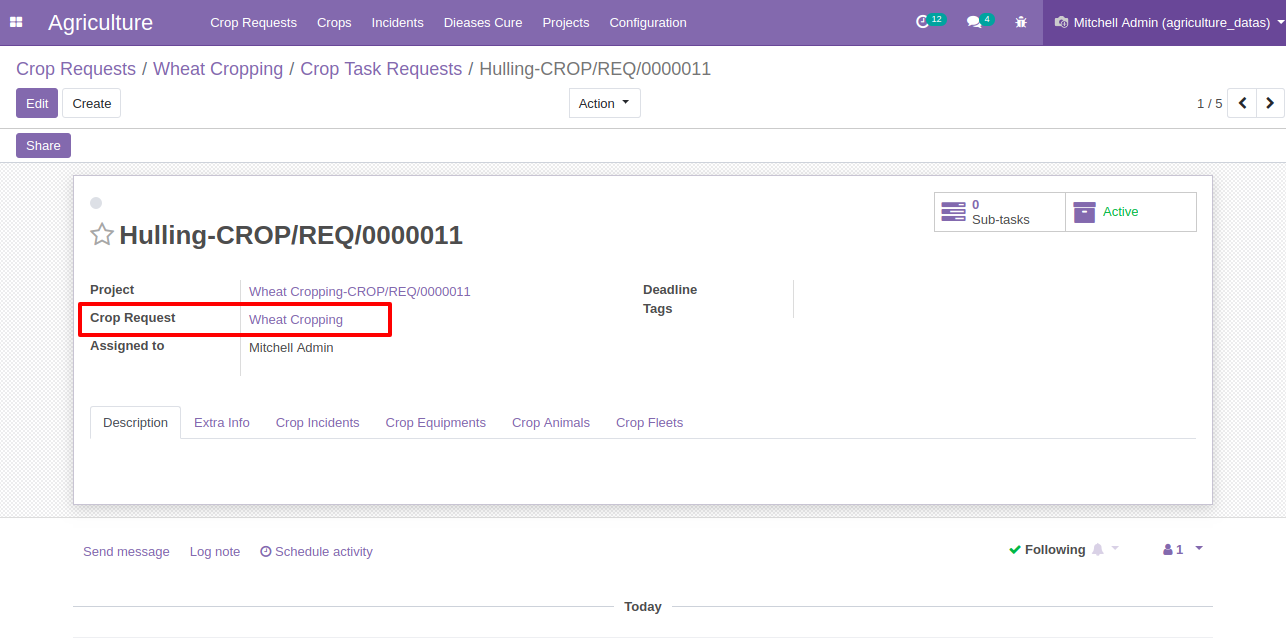 Agriculture Crop Requests Crops Incidents Dieases Cure Projects Configuration 12 4 Mitchell Admin (agriculture_datas)
Crop Requests / Wheat Cropping / Crop Task Requests / Hulling-CROP/REQ/0000011
Edit Create Action 1 / 5
Share
0
Sub-tasks
Active
Hulling-CROP/REQ/0000011
Project Wheat Cropping-CROP/REQ/0000011
Crop Request Wheat Cropping
Assigned to Mitchell Admin
Deadline
Tags
Description Extra Info Crop Incidents Crop Equipments Crop Animals Crop Fleets
Send message Log note Schedule activity Following 1
Today